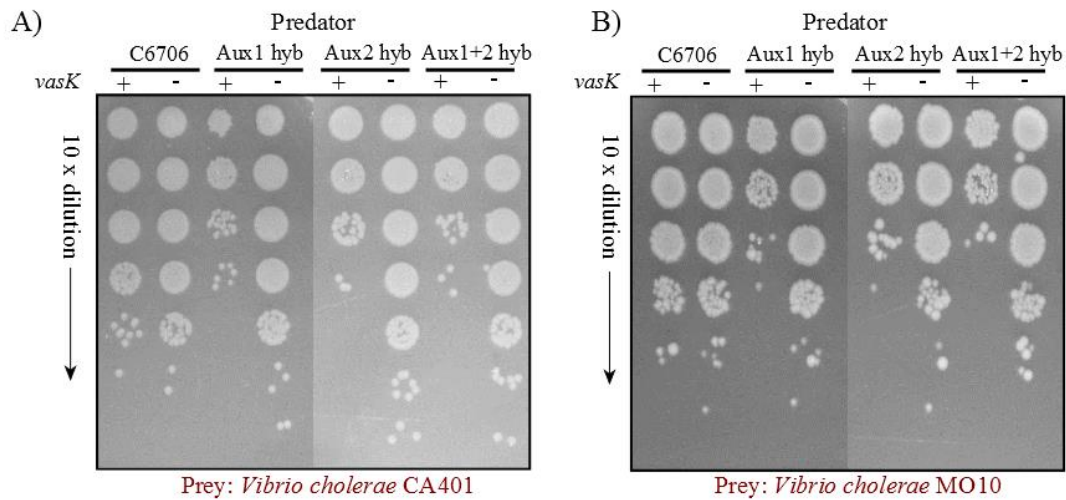 A)
Predator
C6706 Aux1 hyb Aux2 hyb Aux1+2 hyb
vasK + - + - + - + -
10 x dilution
Prey: Vibrio cholerae CA401
B)
Predator
C6706 Aux1 hyb Aux2 hyb Aux1+2 hyb
+ - + - + - + -
10 x dilution
Prey: Vibrio cholerae MO10